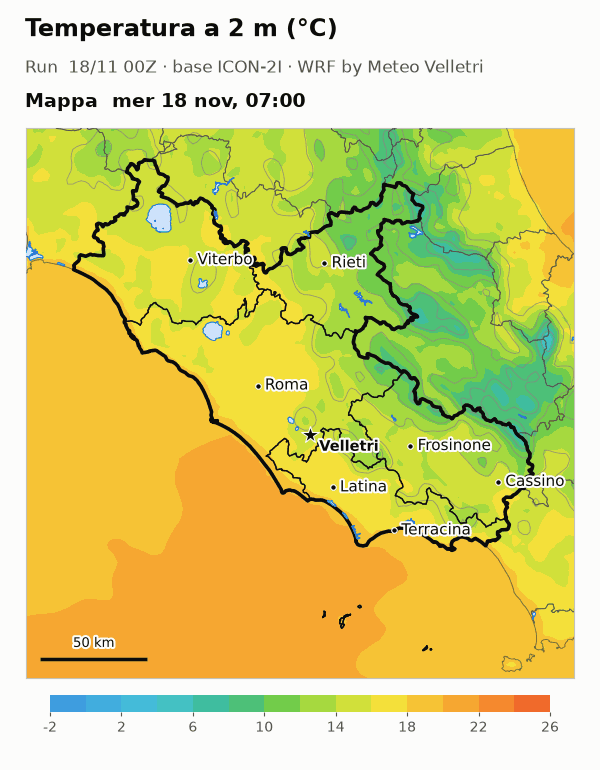 Temperatura a 2 m (°C)
Run  18/11 00Z · base ICON-2I · WRF by Meteo Velletri
Mappa  mer 18 nov, 07:00
Viterbo
Rieti
Roma
Velletri
Frosinone
Cassino
Latina
Terracina
50 km
-2 2 6 10 14 18 22 26